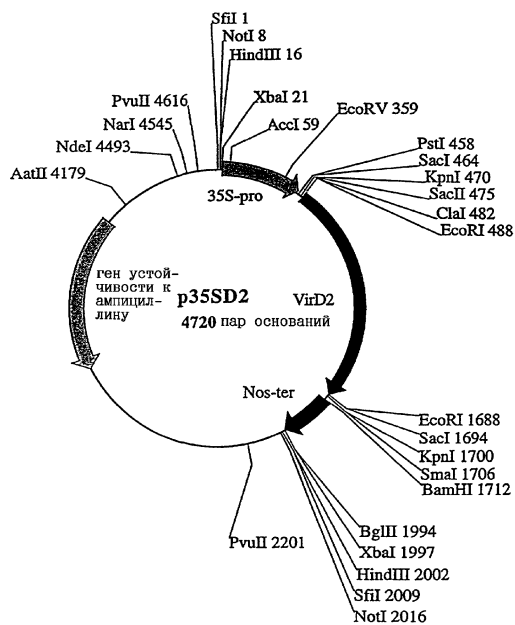 SfiI 1
NotI 8
HindIII 16
XbaI 21
AccI 59
EcoRV 359
PvuII 4616
NarI 4545
NdeI 4493
AatII 4179
PstI 458
SacI 464
KpnI 470
SacII 475
ClaI 482
EcoRI 488
35S-pro
ген устой-
чивости к
ампицил-
лину
p35SD2
4720 пар оснований
VirD2
Nos-ter
EcoRI 1688
SacI 1694
KpnI 1700
SmaI 1706
BamHI 1712
PvuII 2201
BglII 1994
XbaI 1997
HindIII 2002
SfiI 2009
NotI 2016